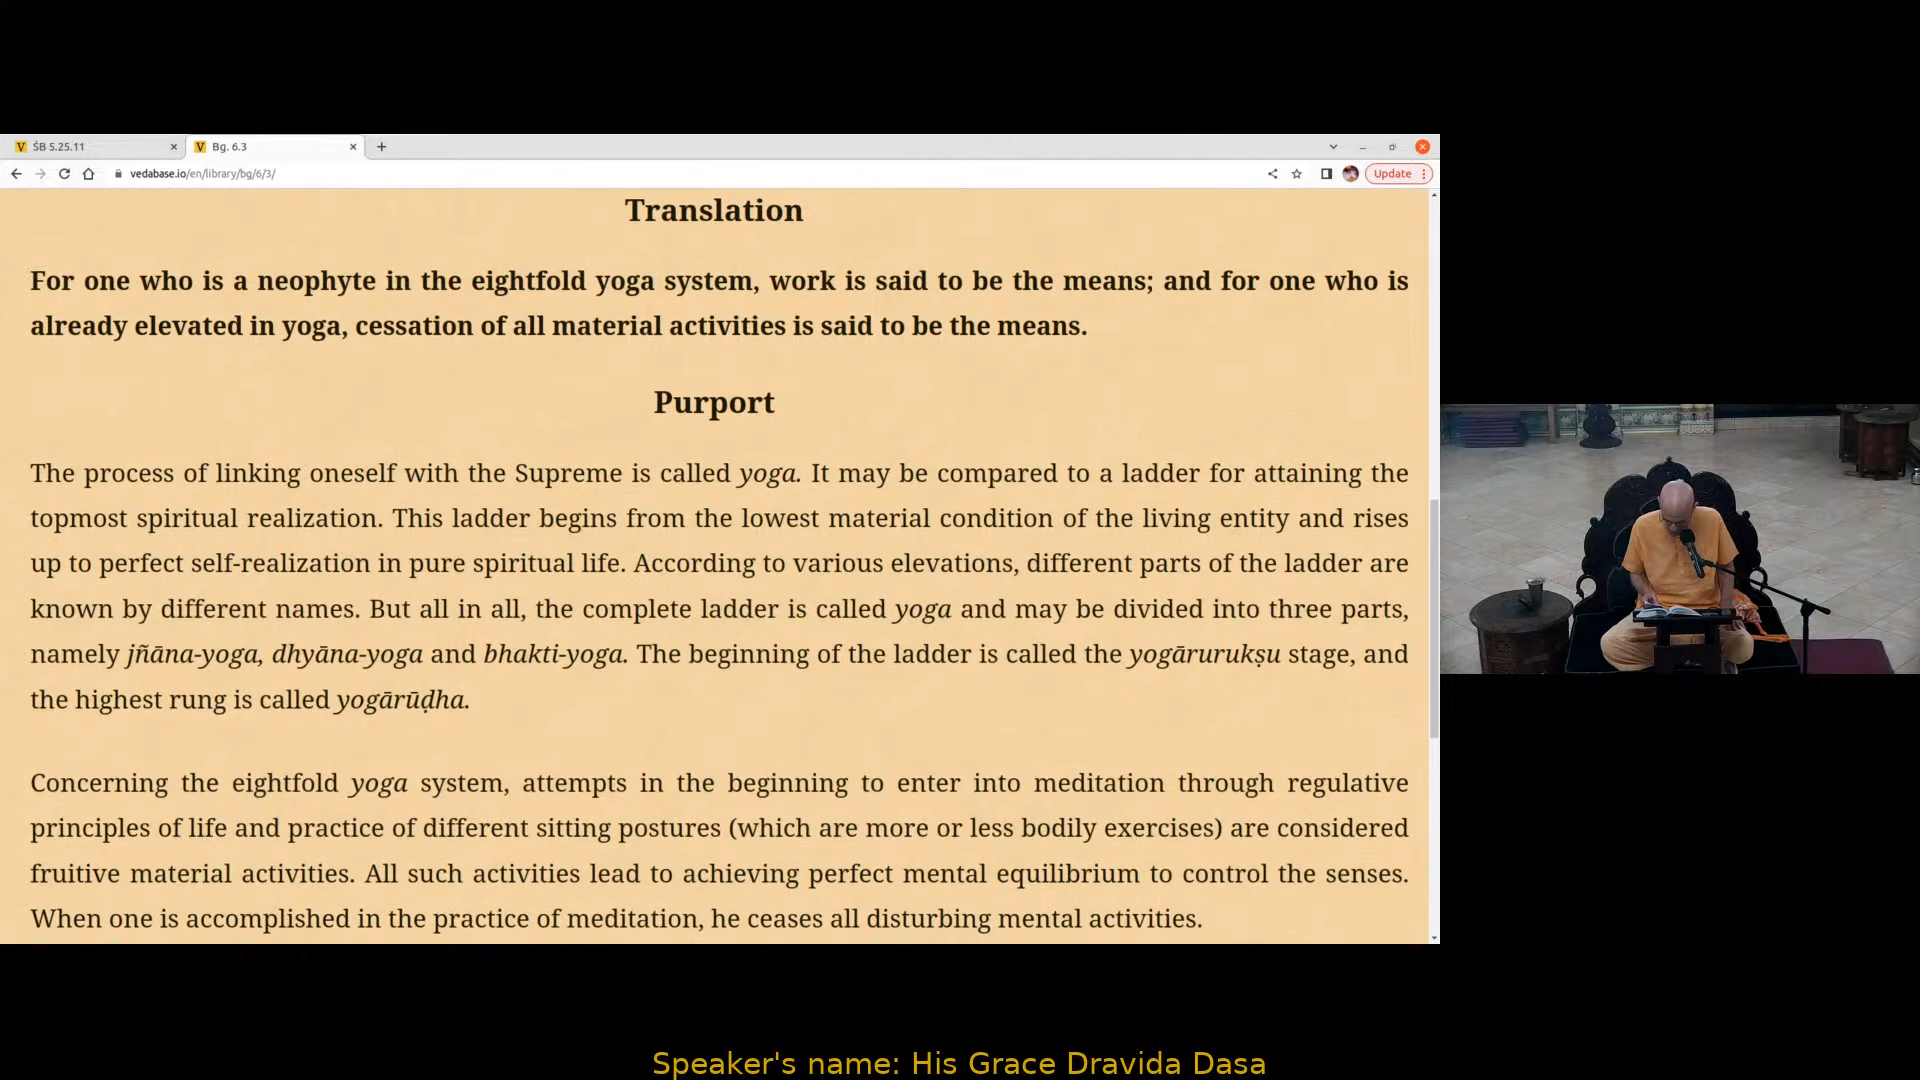 ŚB 5.25.11
Bg. 6.3
vedabase.io/en/library/bg/6/3/
Update
Translation
For one who is a neophyte in the eightfold yoga system, work is said to be the means; and for one who is
already elevated in yoga, cessation of all material activities is said to be the means.
Purport
The process of linking oneself with the Supreme is called yoga. It may be compared to a ladder for attaining the
topmost spiritual realization. This ladder begins from the lowest material condition of the living entity and rises
up to perfect self-realization in pure spiritual life. According to various elevations, different parts of the ladder are
known by different names. But all in all, the complete ladder is called yoga and may be divided into three parts,
namely jñāna-yoga, dhyāna-yoga and bhakti-yoga. The beginning of the ladder is called the yogārurukṣu stage, and
the highest rung is called yogārūḍha.
Concerning the eightfold yoga system, attempts in the beginning to enter into meditation through regulative
principles of life and practice of different sitting postures (which are more or less bodily exercises) are considered
fruitive material activities. All such activities lead to achieving perfect mental equilibrium to control the senses.
When one is accomplished in the practice of meditation, he ceases all disturbing mental activities.
Speaker's name: His Grace Dravida Dasa